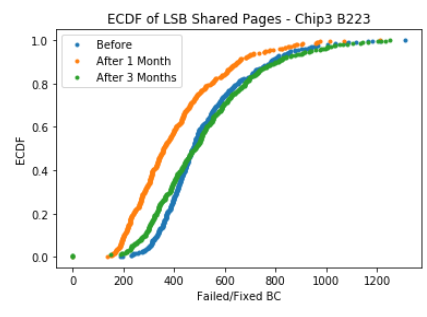 ECDF of LSB Shared Pages - Chip3 B223
Before
After 1 Month
After 3 Months
1.0
0.8
0.6
0.4
0.2
0.0
ECDF
0 200 400 600 800 1000 1200
Failed/Fixed BC